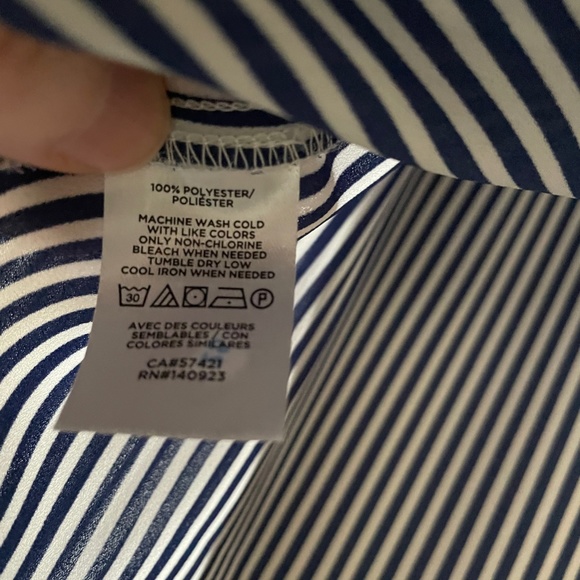 100% POLYESTER/
POLIÉSTER
MACHINE WASH COLD
WITH LIKE COLORS
ONLY NON-CHLORINE
BLEACH WHEN NEEDED
TUMBLE DRY LOW
COOL IRON WHEN NEEDED
30 P
AVEC DES COULEURS
SEMBLABLES / CON
COLORES SIMILARES
CA#57421
RN#140923